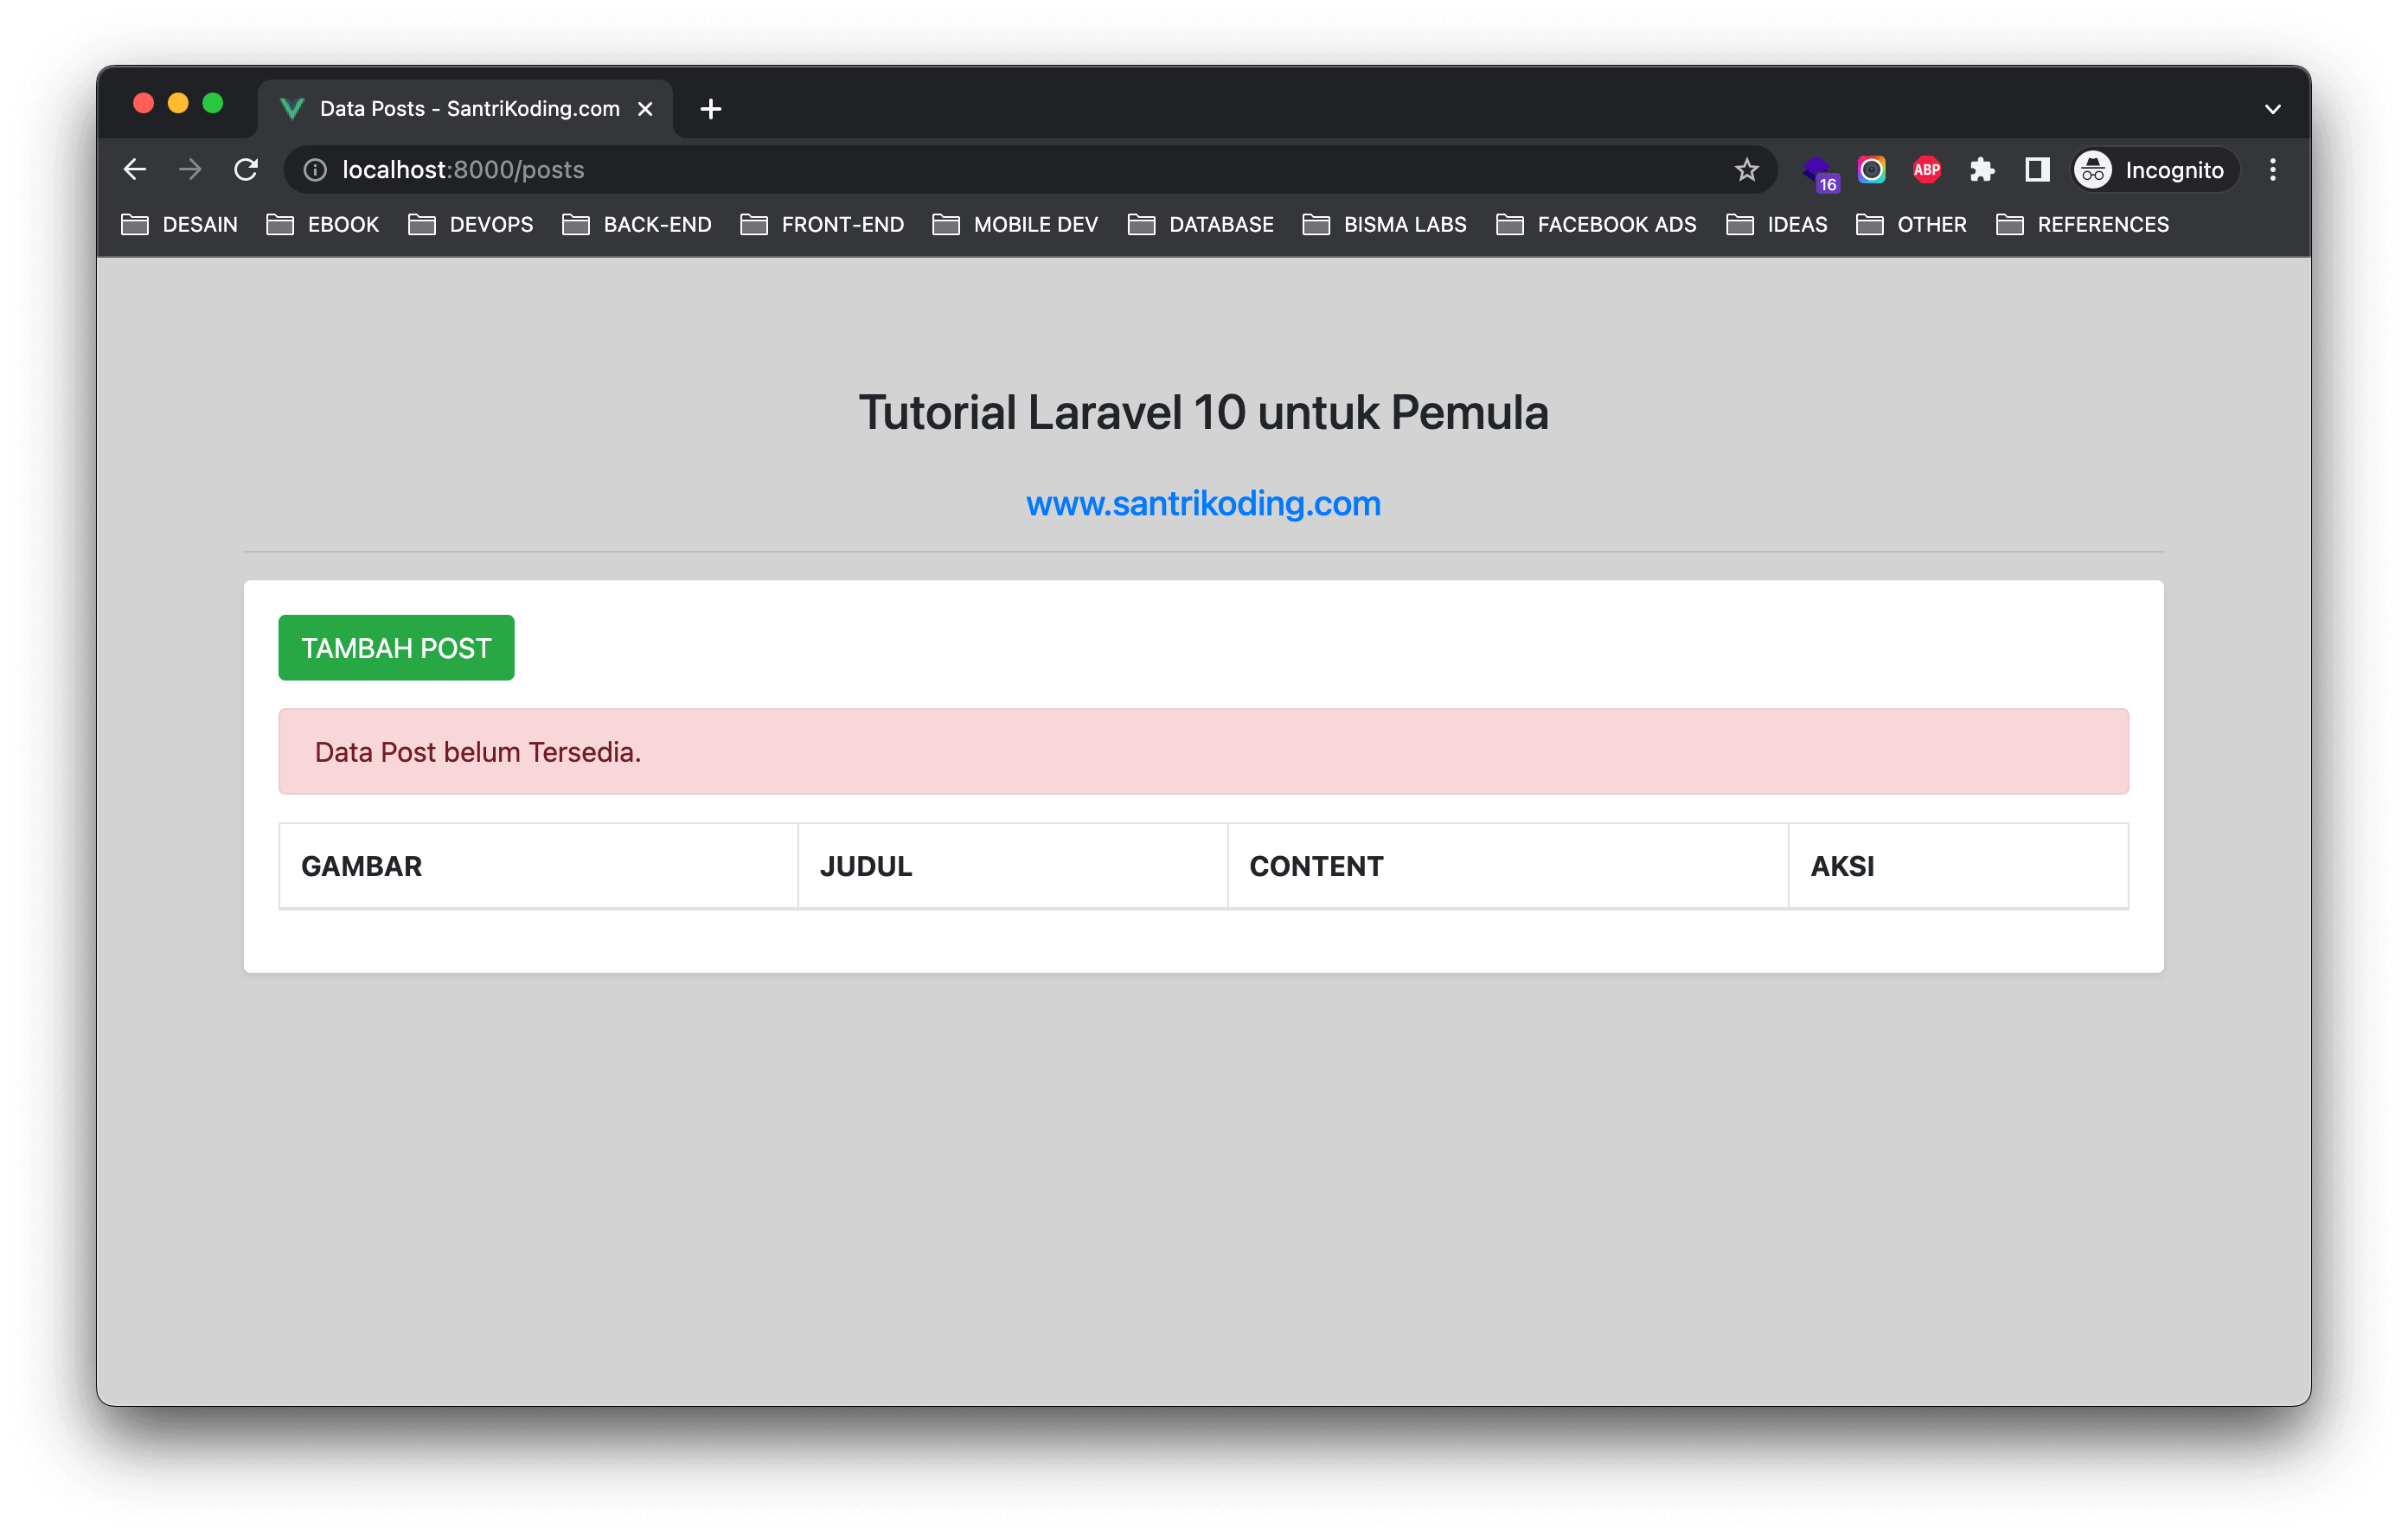 Data Posts - SantriKoding.com
localhost:8000/posts
16
ABP
Incognito
DESAIN EBOOK DEVOPS BACK-END FRONT-END MOBILE DEV DATABASE BISMA LABS FACEBOOK ADS IDEAS OTHER REFERENCES
Tutorial Laravel 10 untuk Pemula
www.santrikoding.com
TAMBAH POST
Data Post belum Tersedia.
GAMBAR JUDUL CONTENT AKSI